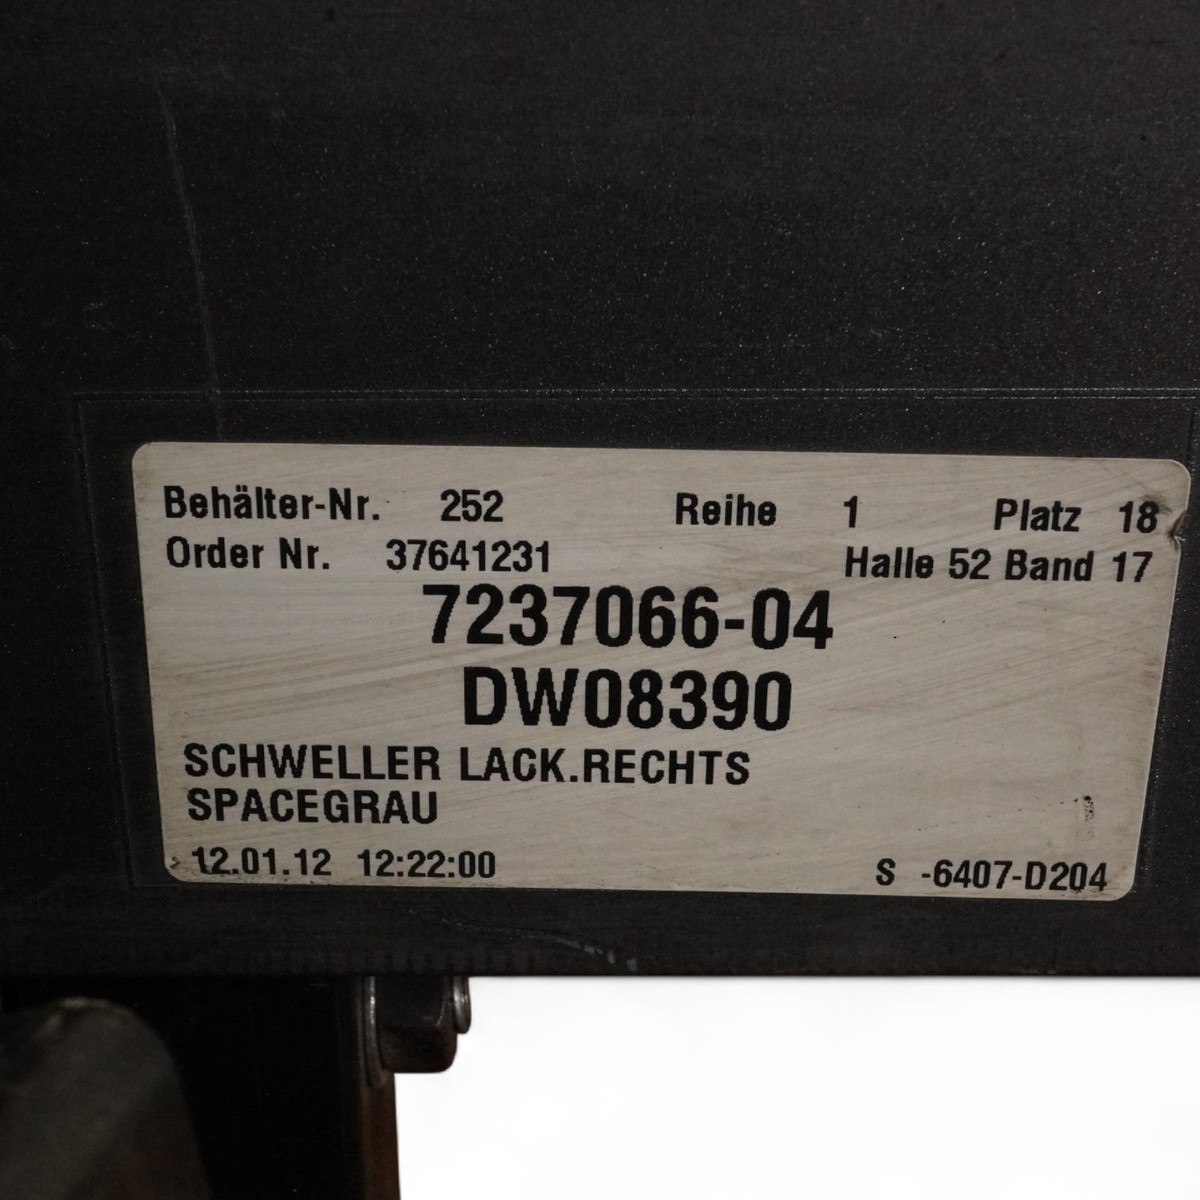 Behälter-Nr. 252 Reihe 1 Platz 18
Order Nr. 37641231 Halle 52 Band 17
7237066-04
DW08390
SCHWELLER LACK.RECHTS
SPACEGRAU
12.01.12 12:22:00 S -6407-D204